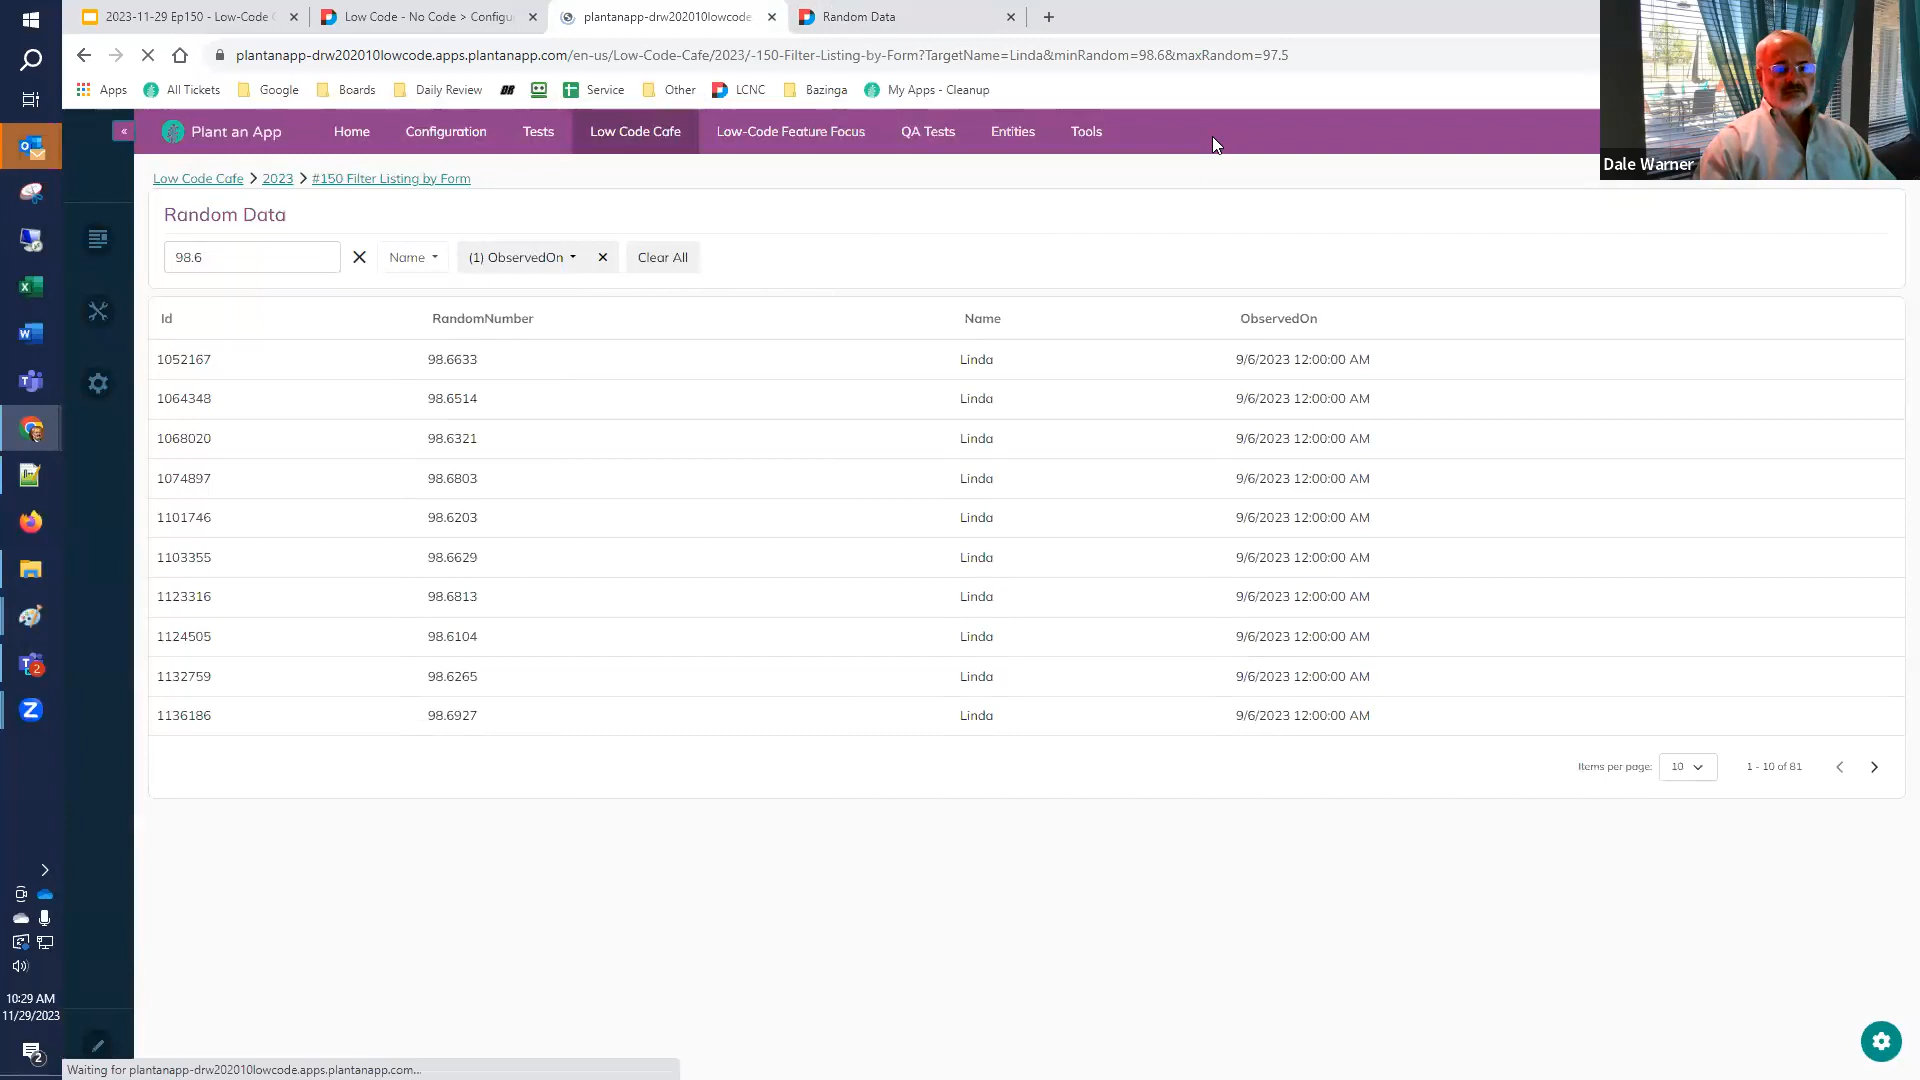 2023-11-29 Ep150 - Low-Code C
Low Code - No Code > Configu
plantanapp-drw202010lowcode.
Random Data
plantanapp-drw202010lowcode.apps.plantanapp.com/en-us/Low-Code-Cafe/2023/-150-Filter-Listing-by-Form?TargetName=Linda&minRandom=98.6&maxRandom=97.5
Apps All Tickets Google Boards Daily Review Service Other LCNC Bazinga My Apps - Cleanup
Plant an App Home Configuration Tests Low Code Cafe Low-Code Feature Focus QA Tests Entities Tools
Dale Warner
Low Code Cafe 2023 #150 Filter Listing by Form
Random Data
98.6 Name (1) ObservedOn Clear All
Id RandomNumber Name ObservedOn
1052167 98.6633 Linda 9/6/2023 12:00:00 AM
1064348 98.6514 Linda 9/6/2023 12:00:00 AM
1068020 98.6321 Linda 9/6/2023 12:00:00 AM
1074897 98.6803 Linda 9/6/2023 12:00:00 AM
1101746 98.6203 Linda 9/6/2023 12:00:00 AM
1103355 98.6629 Linda 9/6/2023 12:00:00 AM
1123316 98.6813 Linda 9/6/2023 12:00:00 AM
1124505 98.6104 Linda 9/6/2023 12:00:00 AM
1132759 98.6265 Linda 9/6/2023 12:00:00 AM
1136186 98.6927 Linda 9/6/2023 12:00:00 AM
Items per page: 10 1 - 10 of 81
10:29 AM
11/29/2023
2
Waiting for plantanapp-drw202010lowcode.apps.plantanapp.com...